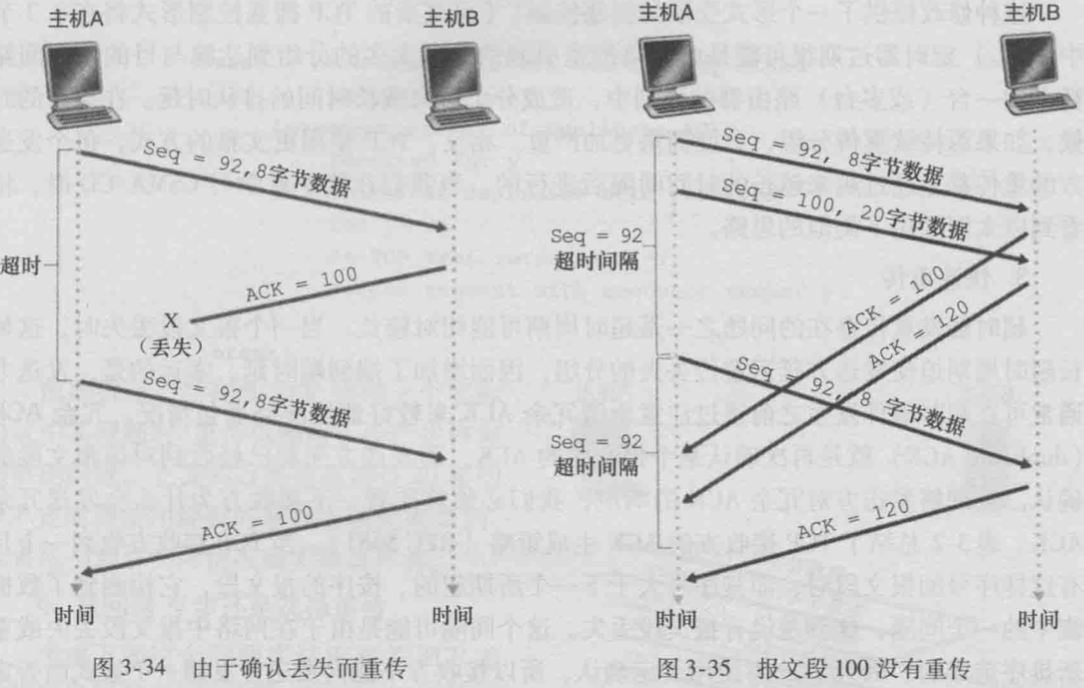 主机A
主机B
Seq = 92,8字节数据
超时
ACK = 100
X
(丢失)
Seq = 92,8字节数据
ACK = 100
时间
时间
图 3-34 由于确认丢失而重传
主机A
主机B
Seq = 92, 8字节数据
Seq = 100, 20字节数据
Seq = 92
超时间隔
ACK = 100
ACK = 120
Seq = 92, 8 字节数据
Seq = 92
超时间隔
ACK = 120
时间
时间
图 3-35 报文段 100 没有重传